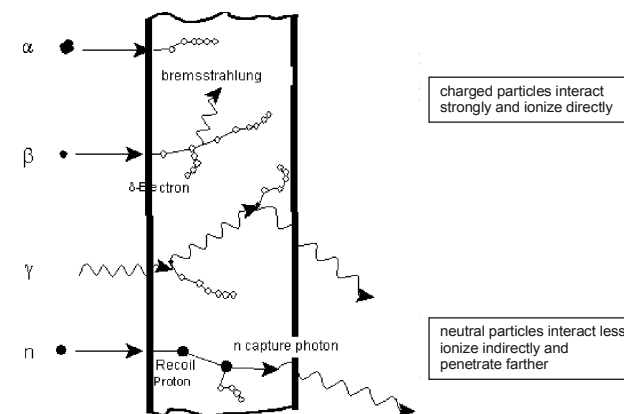 α
bremsstrahlung
charged particles interact
strongly and ionize directly
β
δ-Electron
γ
n
n capture photon
Recoil
Proton
neutral particles interact less
ionize indirectly and
penetrate farther